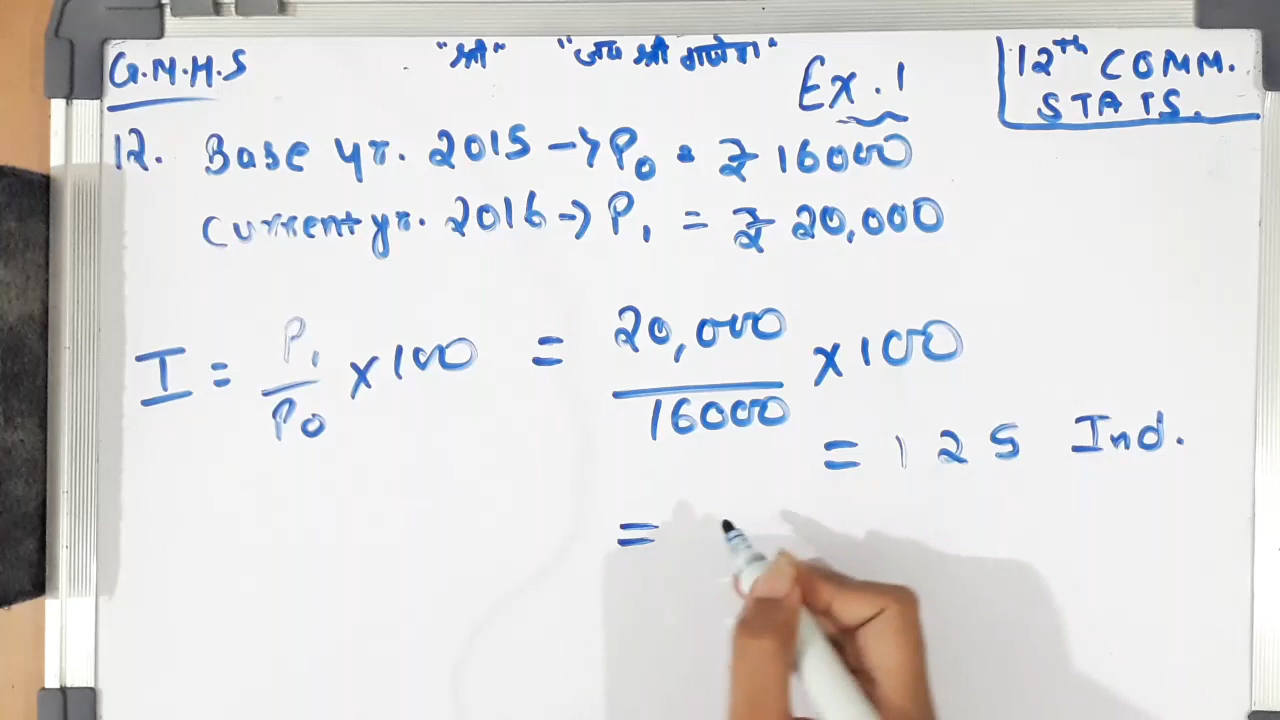 G.M.H.S "श्री" "जय श्री गणेश" Ex.1 12th COMM. STATS.
12. Base yr. 2015 → P₀ = ₹ 16000
Current yr. 2016 → P₁ = ₹ 20,000
I = P₁/P₀ × 100 = 20,000/16000 × 100
= 125 Ind.
=